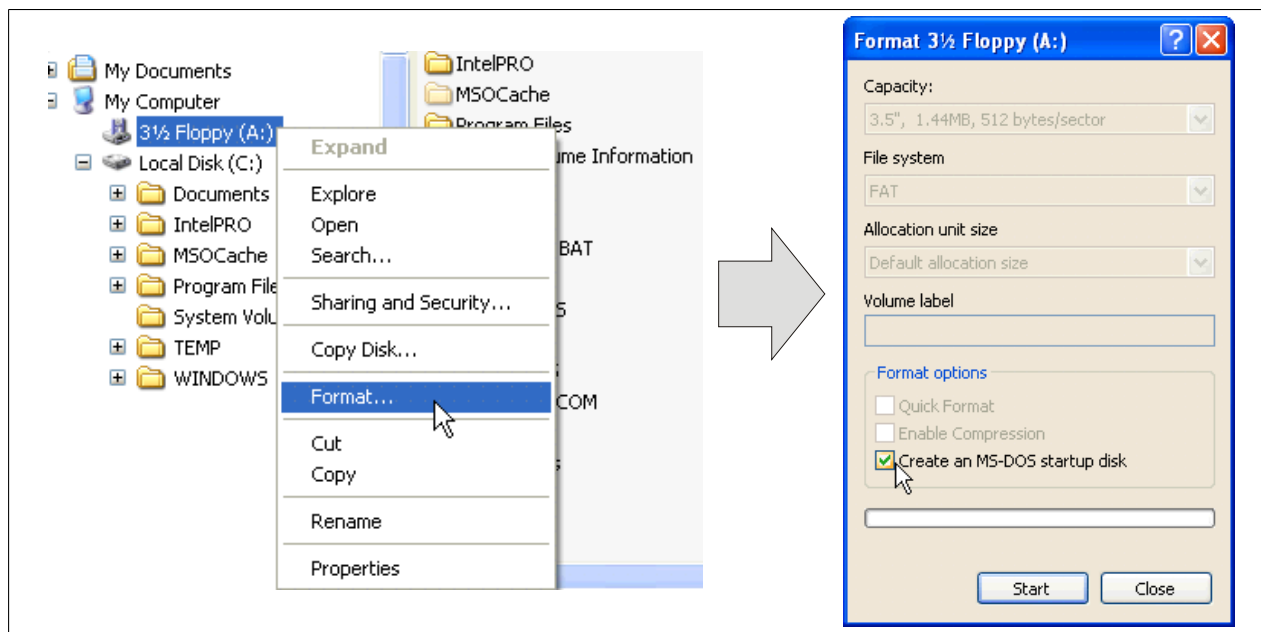 My Documents
My Computer
3½ Floppy (A:)
Local Disk (C:)
Documents
IntelPRO
MSOCache
Program File
System Volu
TEMP
WINDOWS
IntelPRO
MSOCache
Program Files
ume Information
BAT
S
COM
s
Expand
Explore
Open
Search...
Sharing and Security...
Copy Disk...
Format...
Cut
Copy
Rename
Properties
Format 3½ Floppy (A:)
Capacity:
3.5", 1.44MB, 512 bytes/sector
File system
FAT
Allocation unit size
Default allocation size
Volume label
Format options
Quick Format
Enable Compression
Create an MS-DOS startup disk
Start
Close